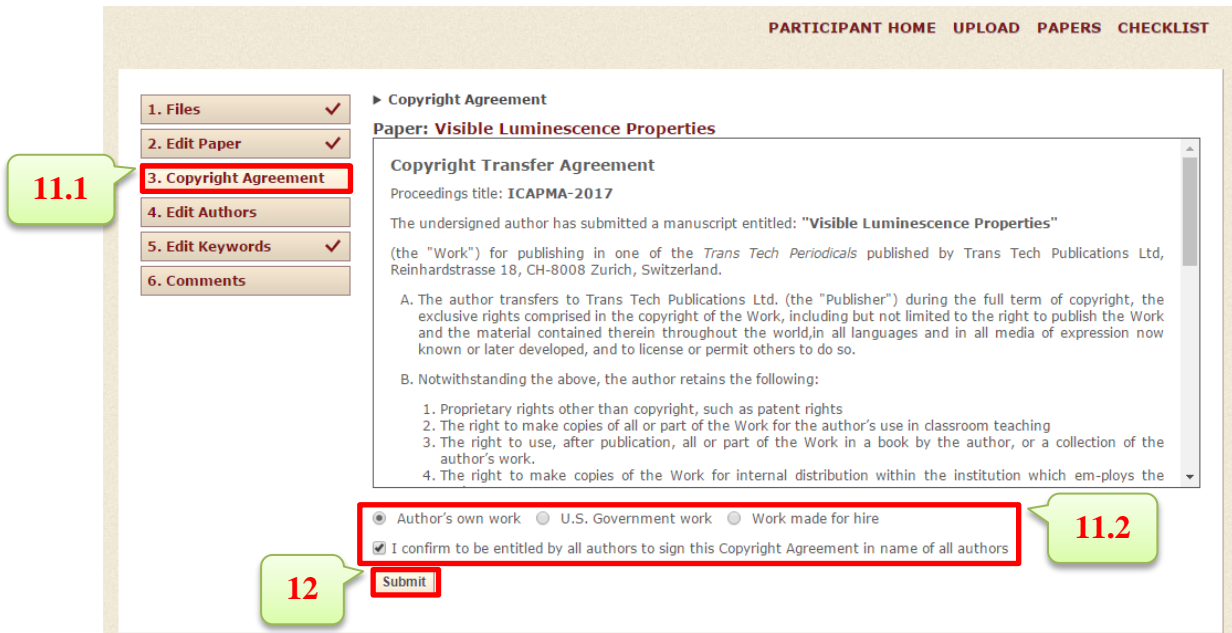 PARTICIPANT HOME UPLOAD PAPERS CHECKLIST
1. Files
2. Edit Paper
3. Copyright Agreement
4. Edit Authors
5. Edit Keywords
6. Comments
11.1
Copyright Agreement
Paper: Visible Luminescence Properties
Copyright Transfer Agreement
Proceedings title: ICAPMA-2017
The undersigned author has submitted a manuscript entitled: "Visible Luminescence Properties"
(the "Work") for publishing in one of the Trans Tech Periodicals published by Trans Tech Publications Ltd,
Reinhardstrasse 18, CH-8008 Zurich, Switzerland.
A. The author transfers to Trans Tech Publications Ltd. (the "Publisher") during the full term of copyright, the
exclusive rights comprised in the copyright of the Work, including but not limited to the right to publish the Work
and the material contained therein throughout the world,in all languages and in all media of expression now
known or later developed, and to license or permit others to do so.
B. Notwithstanding the above, the author retains the following:
1. Proprietary rights other than copyright, such as patent rights
2. The right to make copies of all or part of the Work for the author's use in classroom teaching
3. The right to use, after publication, all or part of the Work in a book by the author, or a collection of the
author's work.
4. The right to make copies of the Work for internal distribution within the institution which em-ploys the
Author's own work U.S. Government work Work made for hire
I confirm to be entitled by all authors to sign this Copyright Agreement in name of all authors
11.2
Submit
12